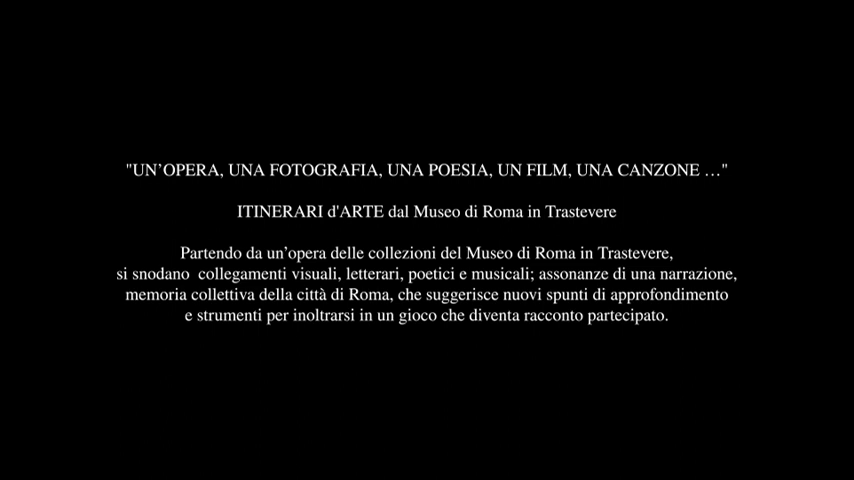 "UN’OPERA, UNA FOTOGRAFIA, UNA POESIA, UN FILM, UNA CANZONE …"
ITINERARI d'ARTE dal Museo di Roma in Trastevere
Partendo da un’opera delle collezioni del Museo di Roma in Trastevere,
si snodano  collegamenti visuali, letterari, poetici e musicali; assonanze di una narrazione,
memoria collettiva della città di Roma, che suggerisce nuovi spunti di approfondimento
e strumenti per inoltrarsi in un gioco che diventa racconto partecipato.